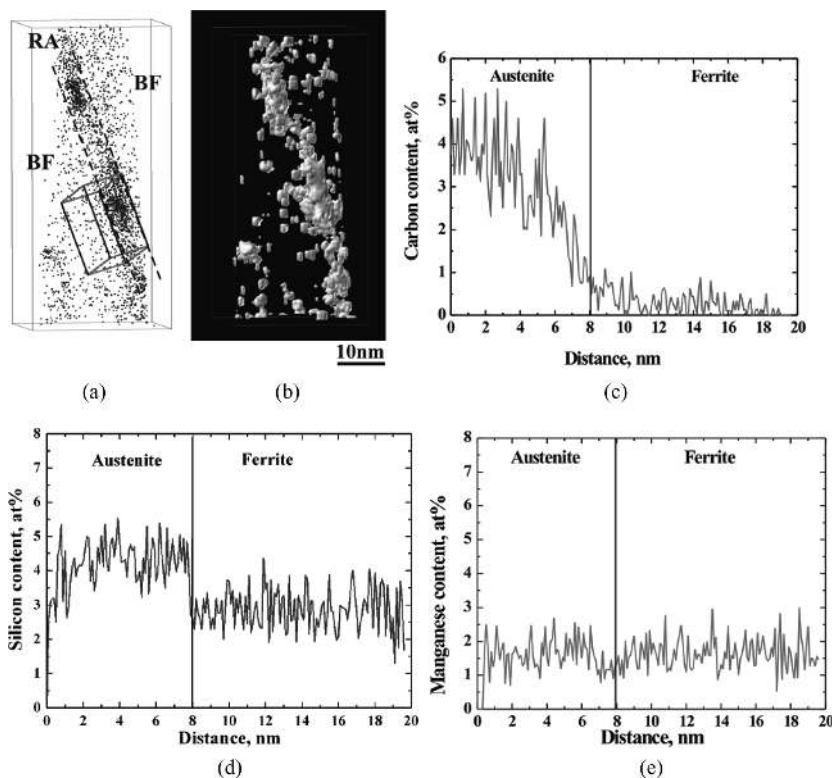 RA
BF
BF
10nm
(a)
(b)
6
5
4
3
2
1
0
Carbon content, at%
Austenite
Ferrite
0 2 4 6 8 10 12 14 16 18 20
Distance, nm
(c)
8
7
6
5
4
3
2
1
0
Silicon content, at%
Austenite
Ferrite
0 2 4 6 8 10 12 14 16 18 20
Distance, nm
(d)
8
7
6
5
4
3
2
1
0
Manganese content, at%
Austenite
Ferrite
0 2 4 6 8 10 12 14 16 18 20
Distance, nm
(e)